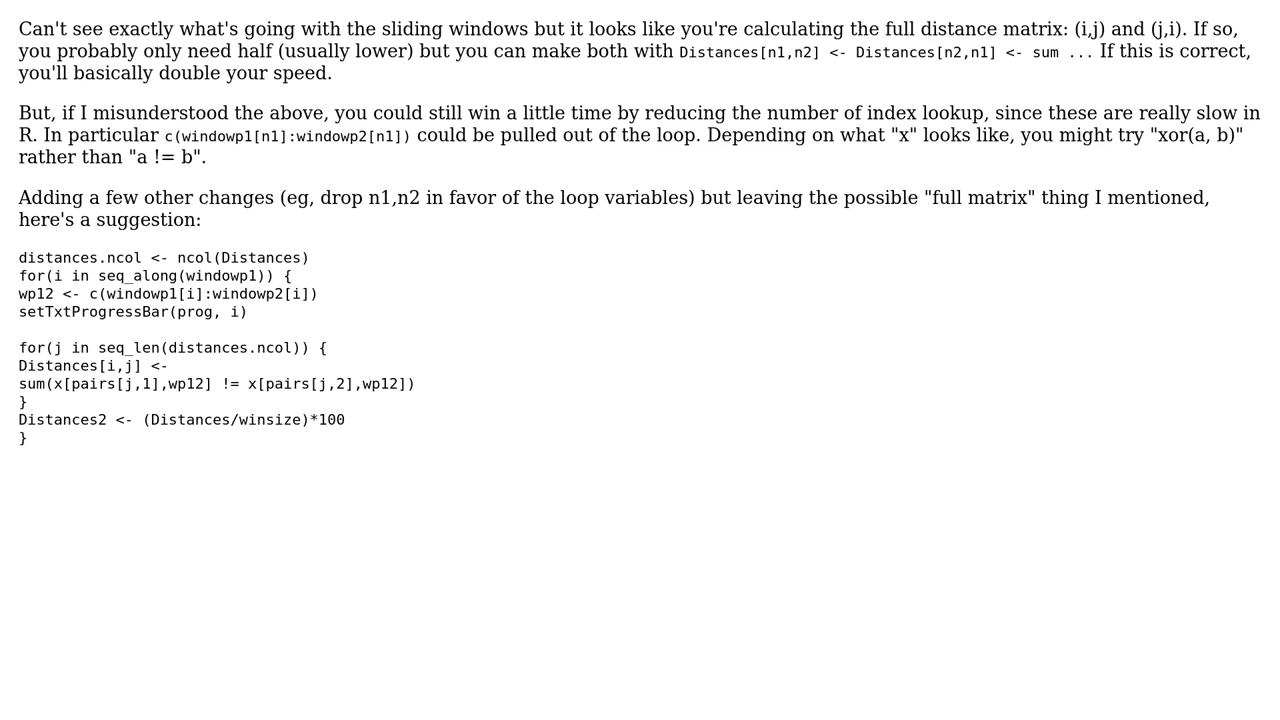 Can't see exactly what's going with the sliding windows but it looks like you're calculating the full distance matrix: (i,j) and (j,i). If so,
you probably only need half (usually lower) but you can make both with Distances[n1,n2] <- Distances[n2,n1] <- sum ... If this is correct,
you'll basically double your speed.
But, if I misunderstood the above, you could still win a little time by reducing the number of index lookup, since these are really slow in
R. In particular c(windowp1[n1]:windowp2[n1]) could be pulled out of the loop. Depending on what "x" looks like, you might try "xor(a, b)"
rather than "a != b".
Adding a few other changes (eg, drop n1,n2 in favor of the loop variables) but leaving the possible "full matrix" thing I mentioned,
here's a suggestion:
distances.ncol <- ncol(Distances)
for(i in seq_along(windowp1)) {
wp12 <- c(windowp1[i]:windowp2[i])
setTxtProgressBar(prog, i)
for(j in seq_len(distances.ncol)) {
Distances[i,j] <-
sum(x[pairs[j,1],wp12] != x[pairs[j,2],wp12])
}
Distances2 <- (Distances/winsize)*100
}